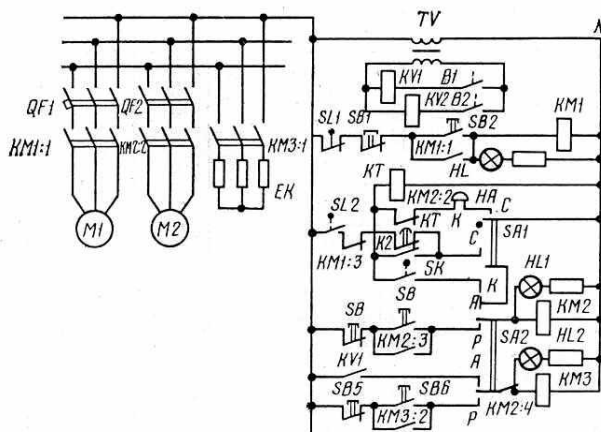 TV
N
KV1 B1
KV2 B2
QF1 QF2
SL1 SB1 SB2 KM1
KM1:1 KM2:2 KM3:1 KM1:1 HL
KT KM2:2 HA
EK
K C
SL2 KT SA1
M1 M2 K2 C
KM1:3 SK K
HL1
SB SB A
KM2
KM2:3 P SA2 HL2
KV1 A
KM3
SB5 SB6 KM2:4
KM3:2 P